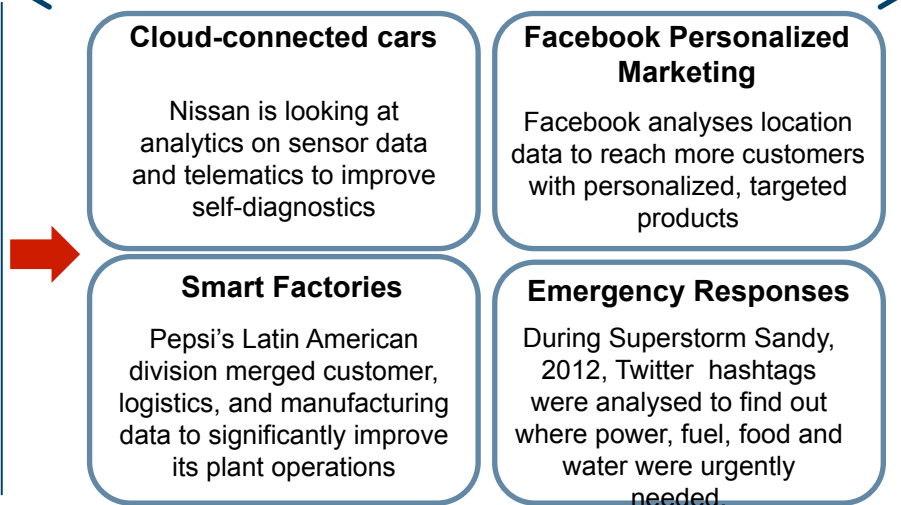 Cloud-connected cars
Nissan is looking at
analytics on sensor data
and telematics to improve
self-diagnostics
Facebook Personalized
Marketing
Facebook analyses location
data to reach more customers
with personalized, targeted
products
Smart Factories
Pepsi’s Latin American
division merged customer,
logistics, and manufacturing
data to significantly improve
its plant operations
Emergency Responses
During Superstorm Sandy,
2012, Twitter  hashtags
were analysed to find out
where power, fuel, food and
water were urgently
needed.